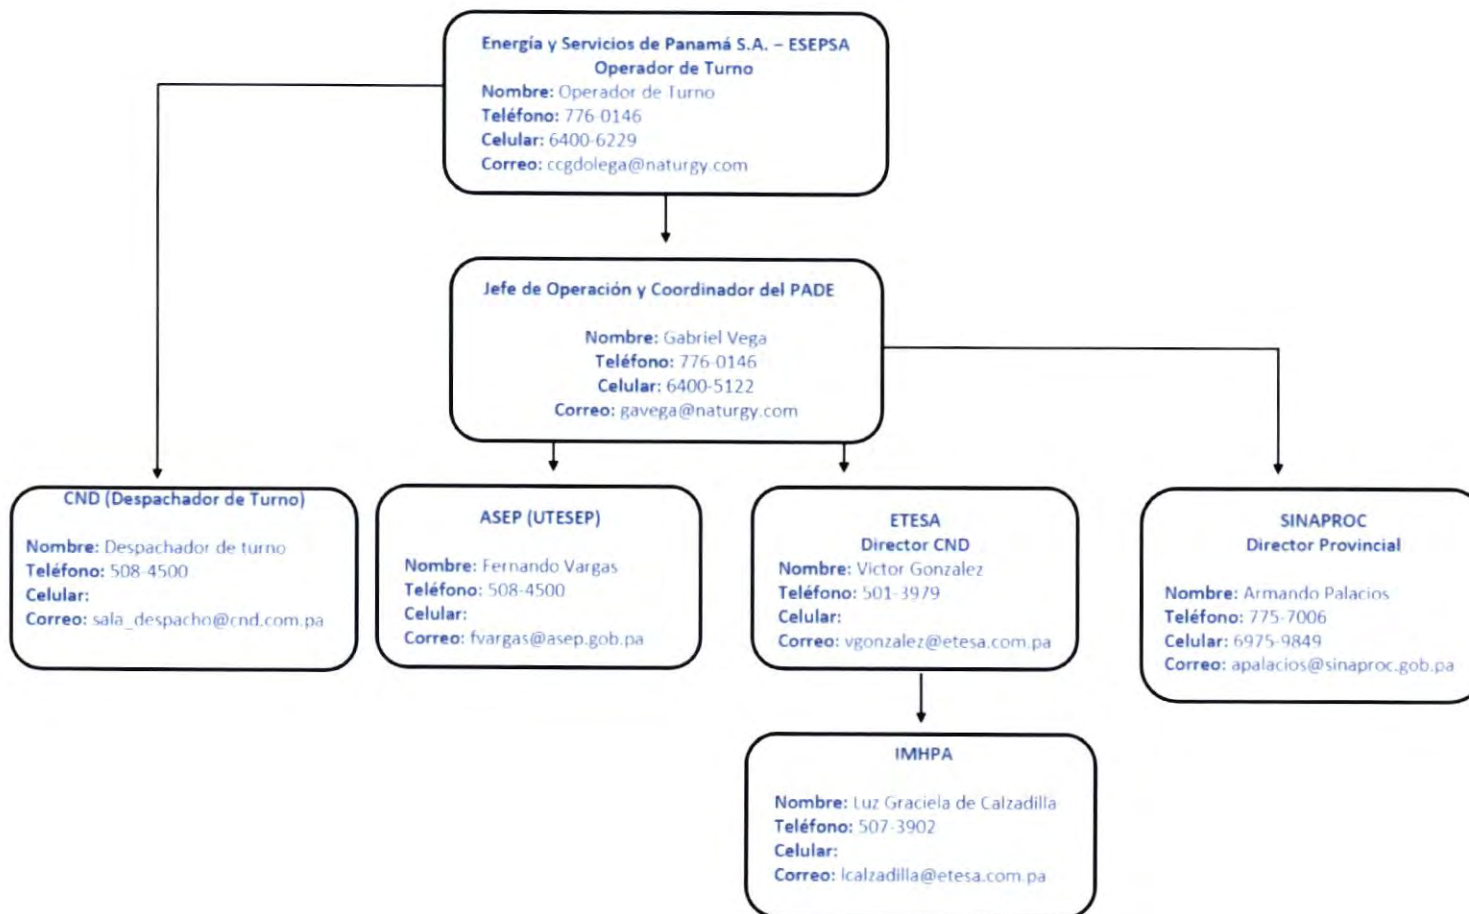 Energía y Servicios de Panamá S.A. – ESEPSA
Operador de Turno
Nombre: Operador de Turno
Teléfono: 776-0146
Celular: 6400-6229
Correo: ccgdolega@naturgy.com
Jefe de Operación y Coordinador del PADE
Nombre: Gabriel Vega
Teléfono: 776-0146
Celular: 6400-5122
Correo: gavega@naturgy.com
CND (Despachador de Turno)
Nombre: Despachador de turno
Teléfono: 508-4500
Celular:
Correo: sala_despacho@cnd.com.pa
ASEP (UTESEP)
Nombre: Fernando Vargas
Teléfono: 508-4500
Celular:
Correo: fvargas@asep.gob.pa
ETESA
Director CND
Nombre: Victor Gonzalez
Teléfono: 501-3979
Celular:
Correo: vgonzalez@etesa.com.pa
SINAPROC
Director Provincial
Nombre: Armando Palacios
Teléfono: 775-7006
Celular: 6975-9849
Correo: apalacios@sinaproc.gob.pa
IMHPA
Nombre: Luz Graciela de Calzadilla
Teléfono: 507-3902
Celular:
Correo: lcalzadilla@etesa.com.pa